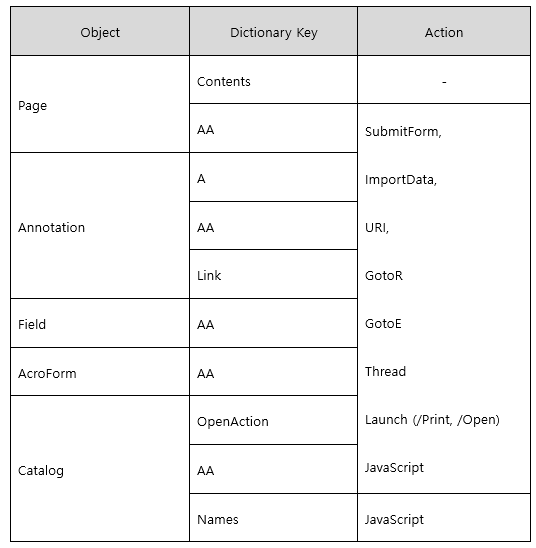 Object Dictionary Key Action
Page Contents -
AA SubmitForm,
Annotation A ImportData,
AA URI,
Link GotoR
Field AA GotoE
AcroForm AA Thread
Catalog OpenAction Launch (/Print, /Open)
AA JavaScript
Names JavaScript